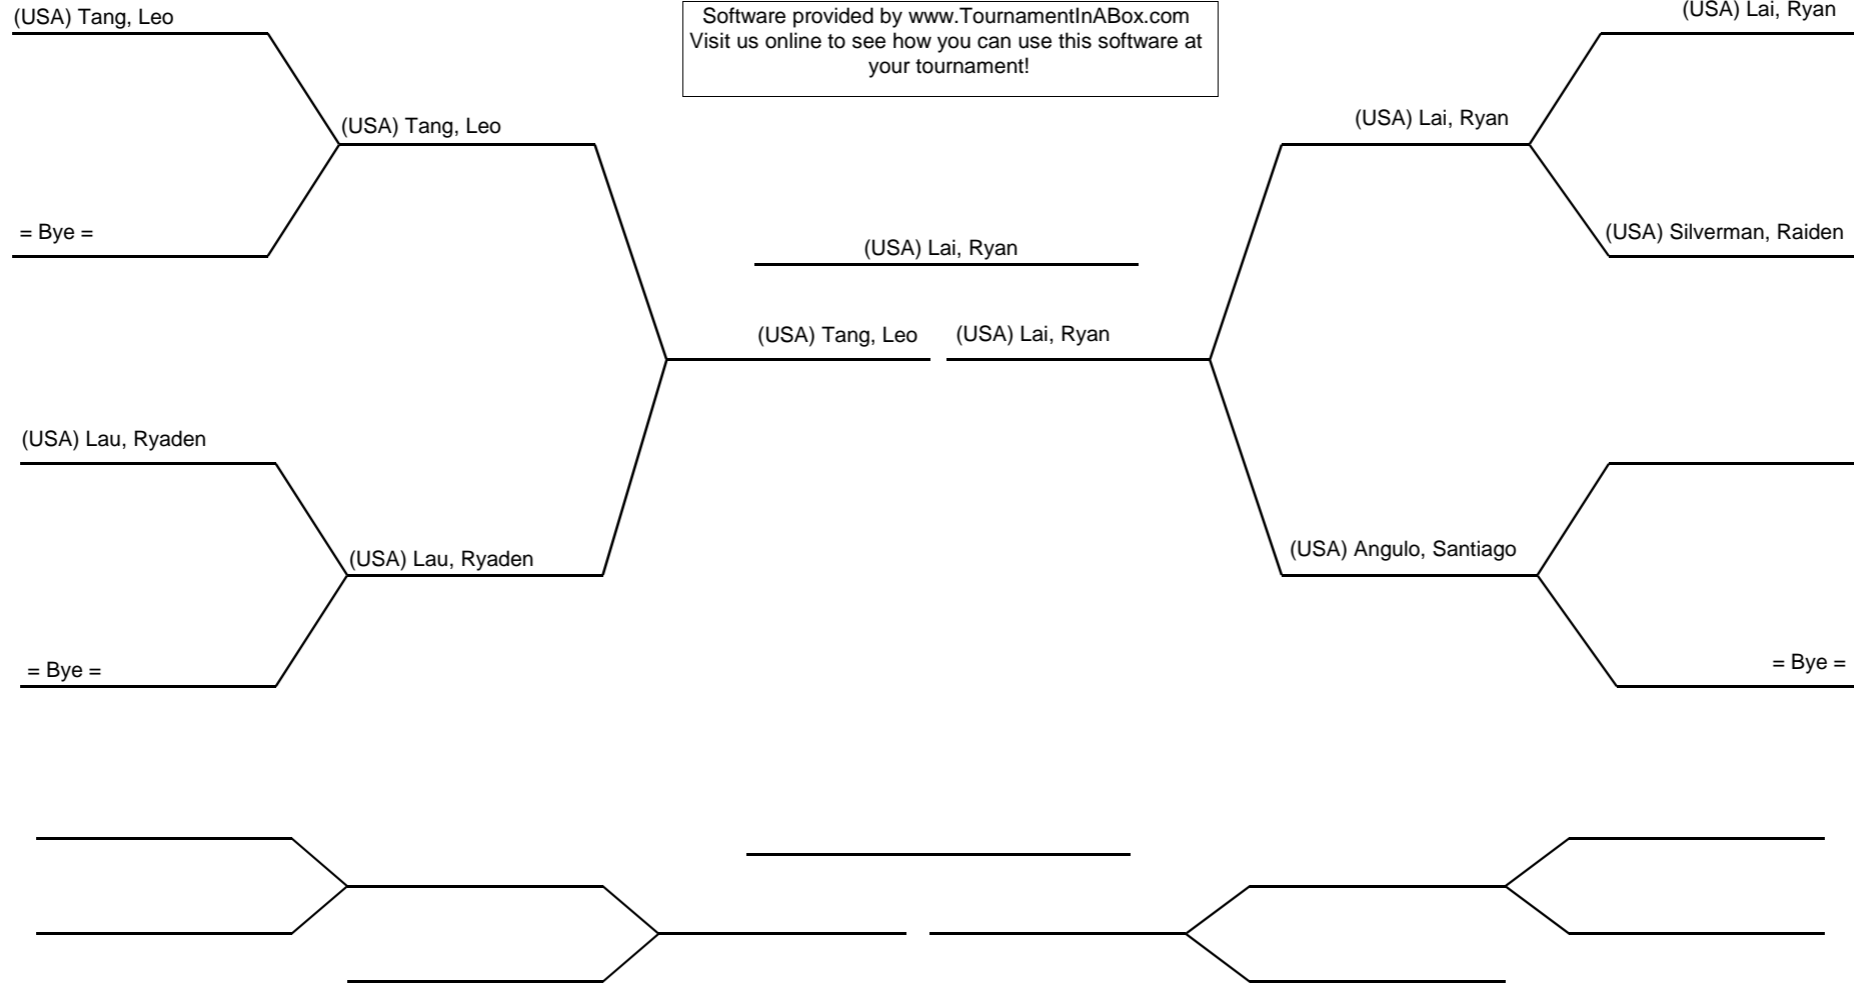 (USA) Tang, Leo
Software provided by www.TournamentInABox.com
Visit us online to see how you can use this software at
your tournament!
(USA) Lai, Ryan
(USA) Tang, Leo
(USA) Lai, Ryan
= Bye =
(USA) Lai, Ryan
(USA) Silverman, Raiden
(USA) Tang, Leo
(USA) Lai, Ryan
(USA) Lau, Ryaden
(USA) Lau, Ryaden
(USA) Angulo, Santiago
= Bye =
= Bye =